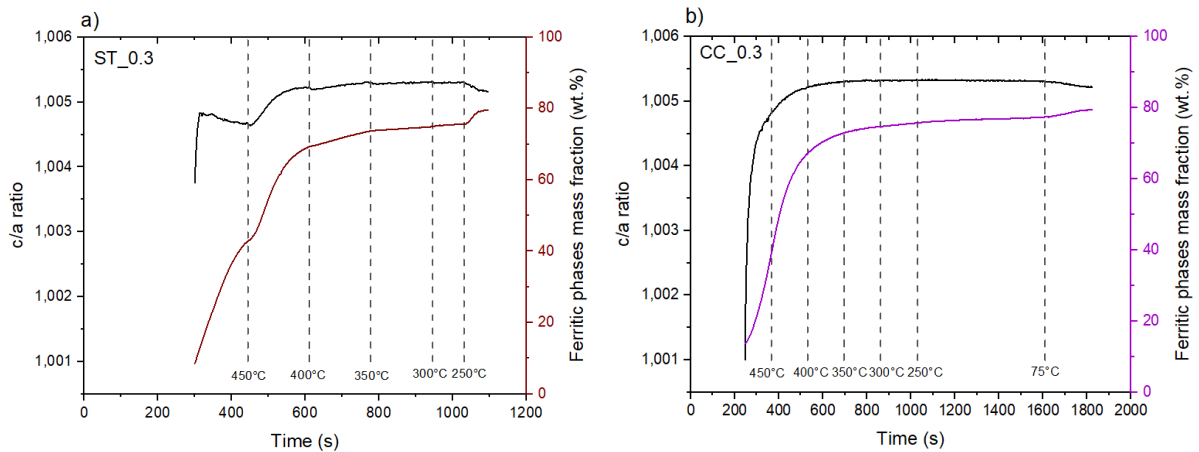 a)
ST_0.3
1,006
1,005
1,004
1,003
1,002
1,001
c/a ratio
100
80
60
40
20
0
Ferritic phases mass fraction (wt.%)
450°C
400°C
350°C
300°C
250°C
0
200
400
600
800
1000
1200
Time (s)
b)
CC_0.3
1,006
1,005
1,004
1,003
1,002
1,001
c/a ratio
100
80
60
40
20
0
Ferritic phases mass fraction (wt.%)
450°C
400°C
350°C
300°C
250°C
75°C
0
200
400
600
800
1000
1200
1400
1600
1800
2000
Time (s)